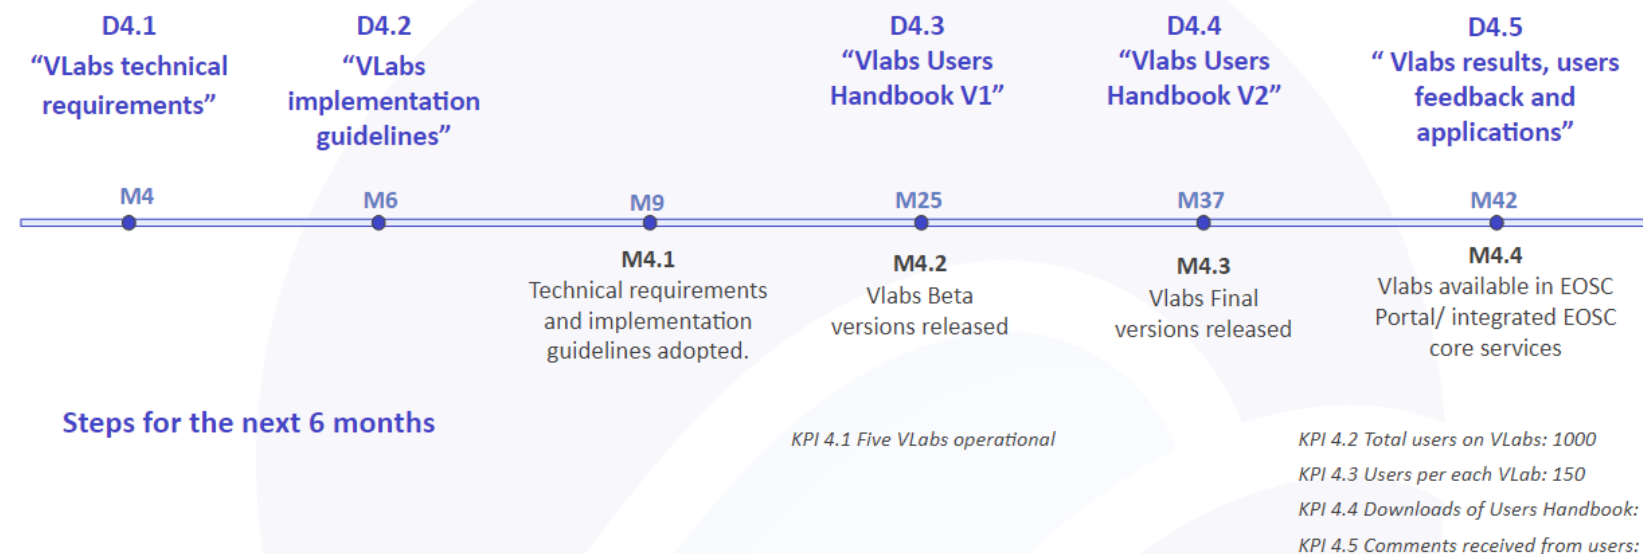 D4.1
“VLabs technical
requirements”
D4.2
“VLabs
implementation
guidelines”
D4.3
“Vlabs Users
Handbook V1”
D4.4
“Vlabs Users
Handbook V2”
D4.5
“ Vlabs results, users
feedback and
applications”
M4
M6
M9
M25
M37
M42
M4.1
Technical requirements
and implementation
guidelines adopted.
M4.2
Vlabs Beta
versions released
M4.3
Vlabs Final
versions released
M4.4
Vlabs available in EOSC
Portal/ integrated EOSC
core services
Steps for the next 6 months
KPI 4.1 Five VLabs operational
KPI 4.2 Total users on VLabs: 1000
KPI 4.3 Users per each VLab: 150
KPI 4.4 Downloads of Users Handbook:
KPI 4.5 Comments received from users: